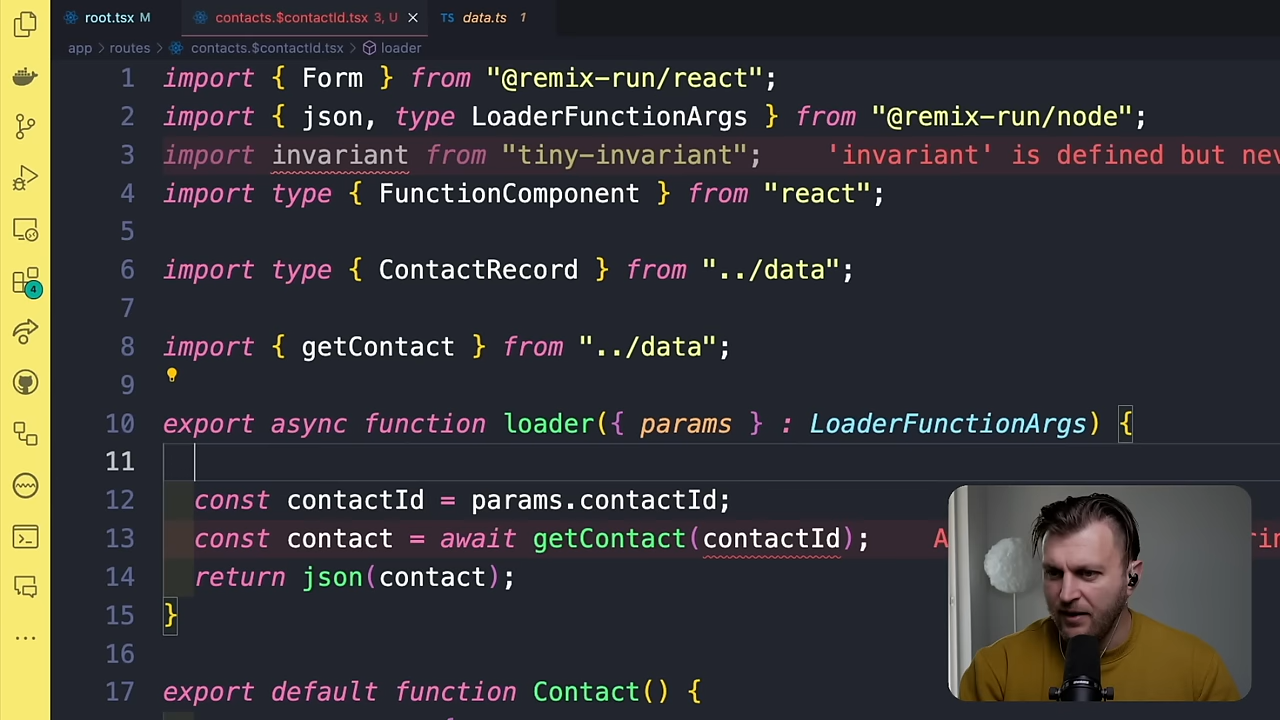 root.tsx M
contacts.$contactId.tsx 3, U
TS data.ts 1
app > routes > contacts.$contactId.tsx > loader
1 import { Form } from "@remix-run/react";
2 import { json, type LoaderFunctionArgs } from "@remix-run/node";
3 import invariant from "tiny-invariant"; 'invariant' is defined but nev
4 import type { FunctionComponent } from "react";
5
6 import type { ContactRecord } from "../data";
7
8 import { getContact } from "../data";
9
10 export async function loader({ params } : LoaderFunctionArgs) {
11
12 const contactId = params.contactId;
13 const contact = await getContact(contactId); A
14 return json(contact);
15 }
16
17 export default function Contact() {
4